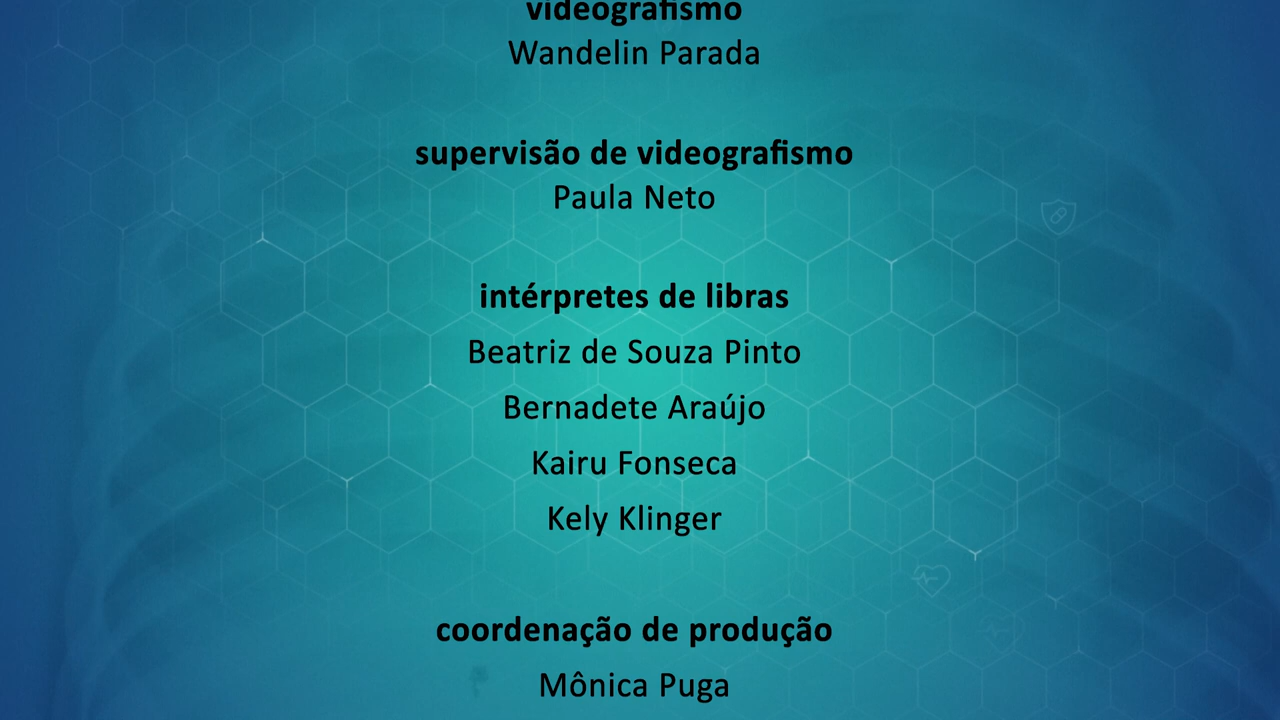 videografismo
Wandelin Parada
supervisão de videografismo
Paula Neto
intérpretes de libras
Beatriz de Souza Pinto
Bernadete Araújo
Kairu Fonseca
Kely Klinger
coordenação de produção
Mônica Puga